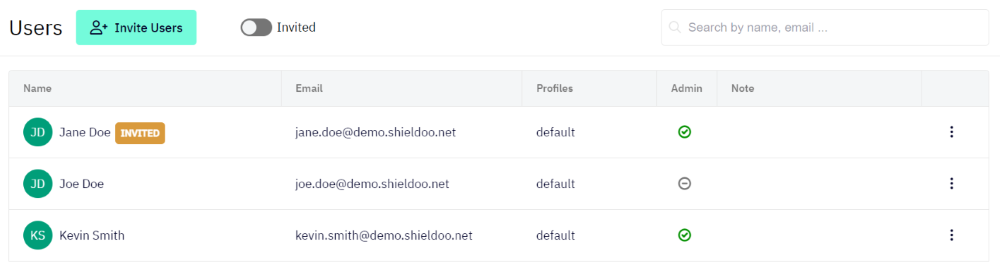 Users Invite Users Invited Search by name, email ...
Name Email Profiles Admin Note
JD Jane Doe INVITED jane.doe@demo.shieldoo.net default
JD Joe Doe joe.doe@demo.shieldoo.net default
KS Kevin Smith kevin.smith@demo.shieldoo.net default